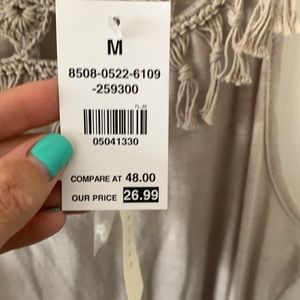 M
8508-0522-6109
-259300
05041330
COMPARE AT 48.00
OUR PRICE 26.99